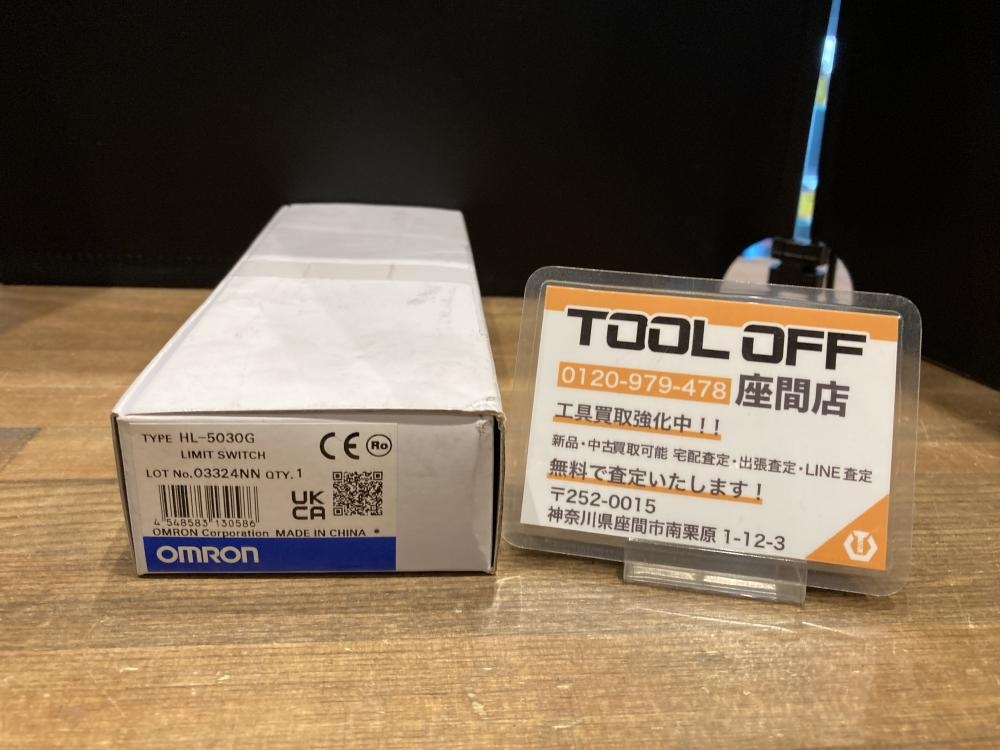 TYPE HL-5030G
LIMIT SWITCH
LOT No.03324NN QTY.1
CE
Ro
UK
CA
4 548583 130586
OMRON Corporation MADE IN CHINA
OMRON
TOOL OFF
0120-979-478 座間店
工具買取強化中！！
新品・中古買取可能 宅配査定・出張査定・LINE査定
無料で査定いたします！
〒252-0015
神奈川県座間市南栗原 1-12-3